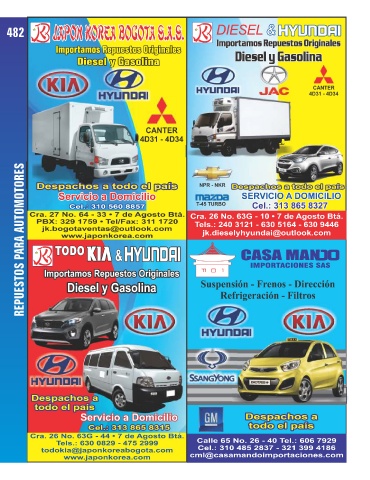 482
REPUESTOS PARA AUTOMOTORES
JAPON KOREA BOGOTA S.A.S.
Importamos Repuestos Originales
Diesel y Gasolina
KIA
HYUNDAI
CANTER
4D31 - 4D34
Despachos a todo el país
Servicio a Domicilio
Cel.: 310 560 8857
Cra. 27 No. 64 - 33 • 7 de Agosto Btá.
PBX: 329 1759 • Tel/Fax: 311 1720
jk.bogotaventas@outlook.com
www.japonkorea.com
DIESEL & HYUNDAI
Importamos Repuestos Originales
Diesel y Gasolina
HYUNDAI
JAC
CANTER
4D31 - 4D34
NPR - NKR
mazda
T-45 TURBO
Despachos a todo el país
SERVICIO A DOMICILIO
Cel.: 313 865 8327
Cra. 26 No. 63G - 10 • 7 de Agosto Btá.
Tels.: 240 3121 - 630 5164 - 630 9446
jk.dieselyhyundai@outlook.com
TODO KIA & HYUNDAI
Importamos Repuestos Originales
Diesel y Gasolina
KIA
HYUNDAI
Despachos a
todo el país
Servicio a Domicilio
Cel.: 313 865 8315
Cra. 26 No. 63G - 44 • 7 de Agosto Btá.
Tels.: 630 0829 - 475 2999
todokia@japonkoreabogota.com
www.japonkorea.com
CASA MANDO
IMPORTACIONES SAS
Suspensión - Frenos - Dirección
Refrigeración - Filtros
HYUNDAI
KIA
SSANGYONG
GM
Despachos a
todo el país
Calle 65 No. 26 - 40 Tel.: 606 7929
Cel.: 310 485 2837 - 321 399 4186
cmi@casamandoimportaciones.com